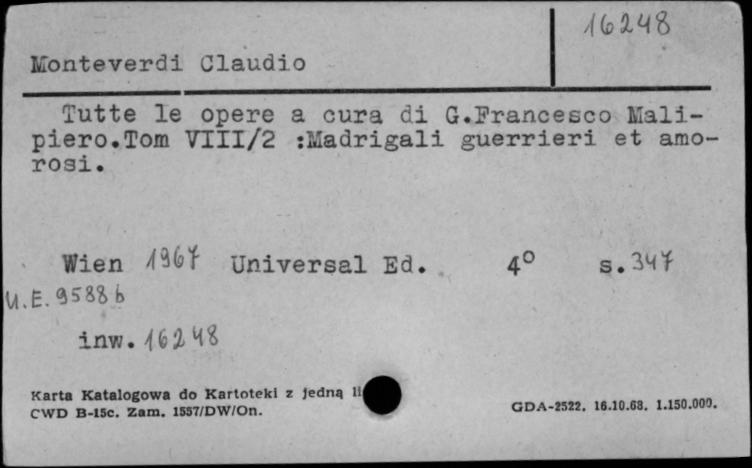 16248
Monteverdi Claudio
Tutte le opere a cura di G.Francesco Mali-
piero.Tom VIII/2 :Madrigali guerrieri et amo-
rosi.
Wien 1967 Universal Ed. 4° s.347
U.E. 9588 b
inw. 16248
Karta Katalogowa do Kartoteki z jedną li
CWD B-15c. Zam. 1557/DW/On. GDA-2522. 16.10.68. 1.150.000.